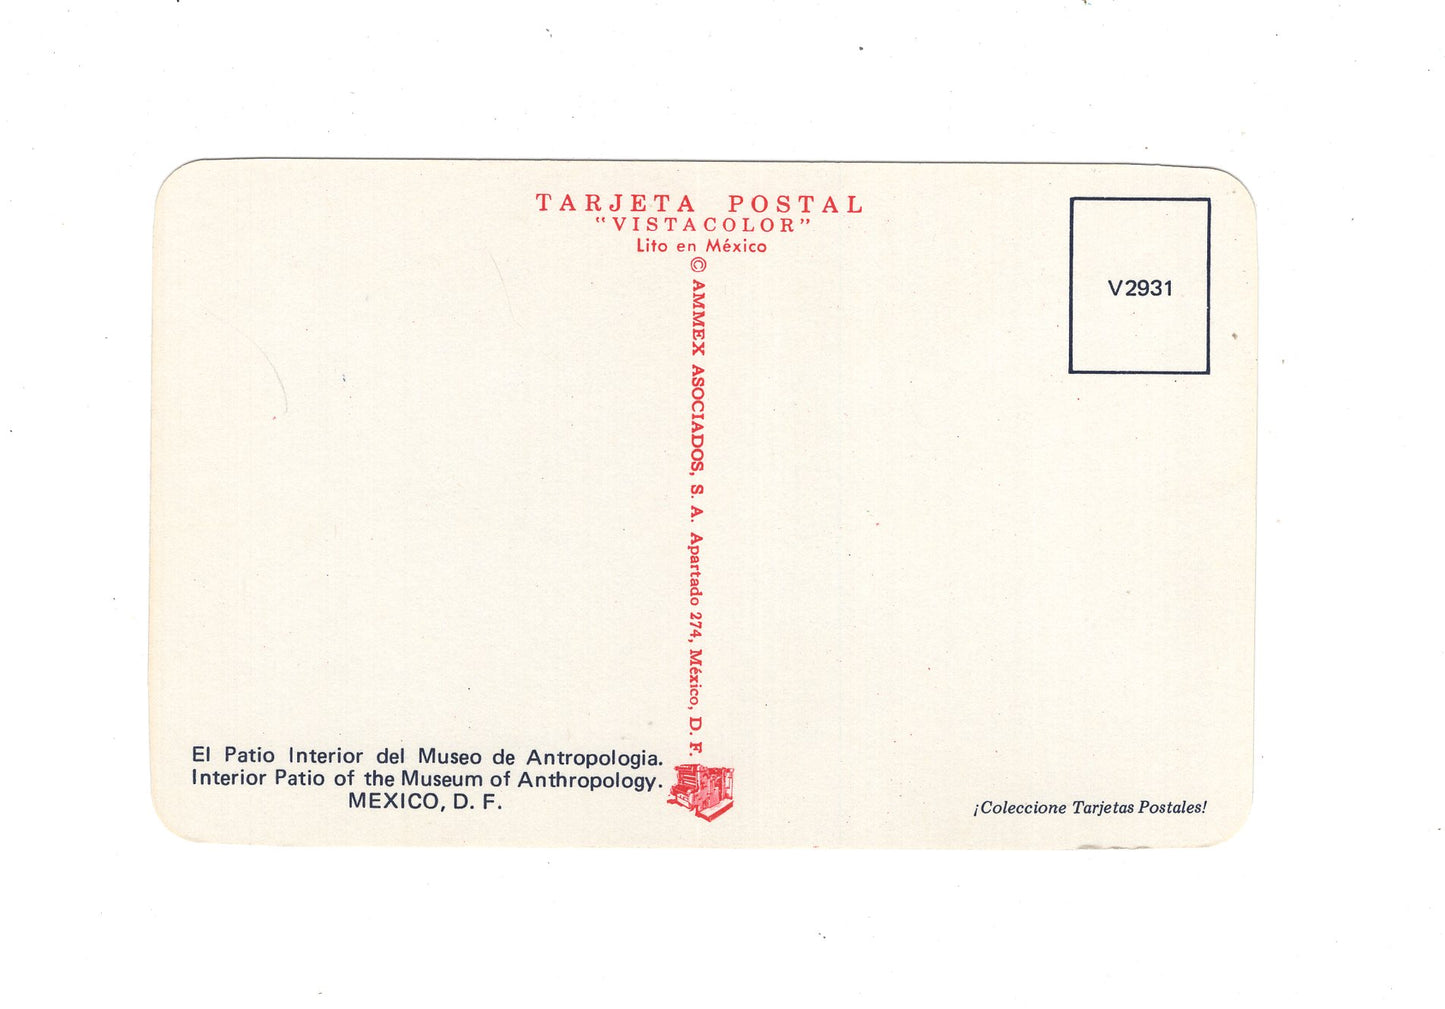 TARJETA POSTAL
“VISTACOLOR”
Lito en México
© AMMEX ASOCIADOS, S. A. Apartado 274, México, D. F.
V2931
El Patio Interior del Museo de Antropologia.
Interior Patio of the Museum of Anthropology.
MEXICO, D. F.
¡Coleccione Tarjetas Postales!